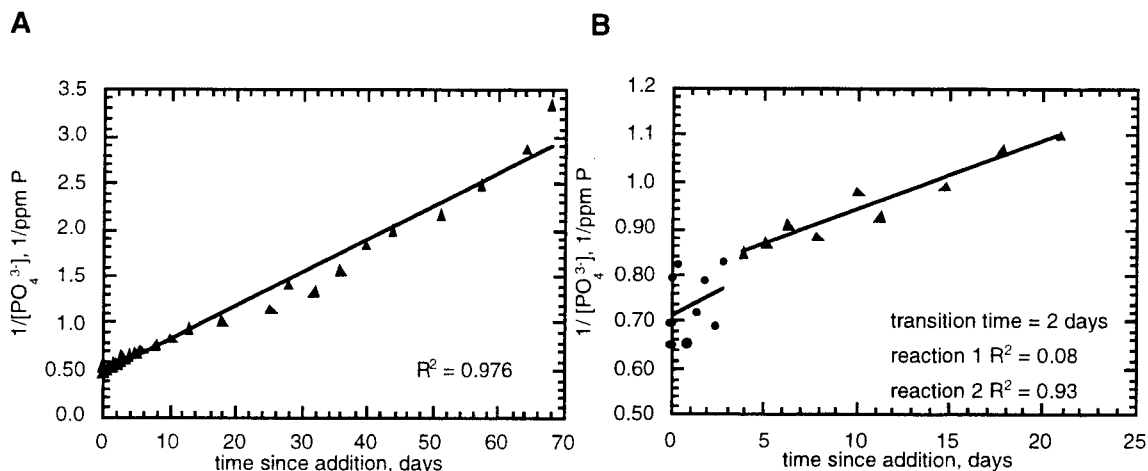 A
B
3.5
3.0
2.5
2.0
1.5
1.0
0.50
0.0
1/[PO₄³⁻], 1/ppm P
R² = 0.976
0 10 20 30 40 50 60 70
time since addition, days
1.2
1.1
1.0
0.90
0.80
0.70
0.60
0.50
1/ [PO₄³⁻], 1/ppm P
transition time = 2 days
reaction 1 R² = 0.08
reaction 2 R² = 0.93
0 5 10 15 20 25
time since addition, days